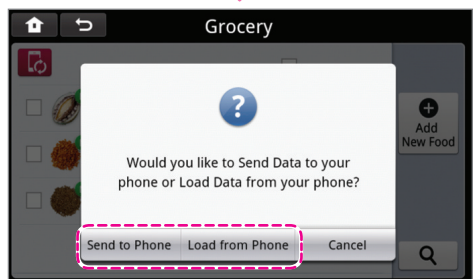 Grocery
Would you like to Send Data to your
phone or Load Data from your phone?
Send to Phone Load from Phone Cancel
Add
New Food